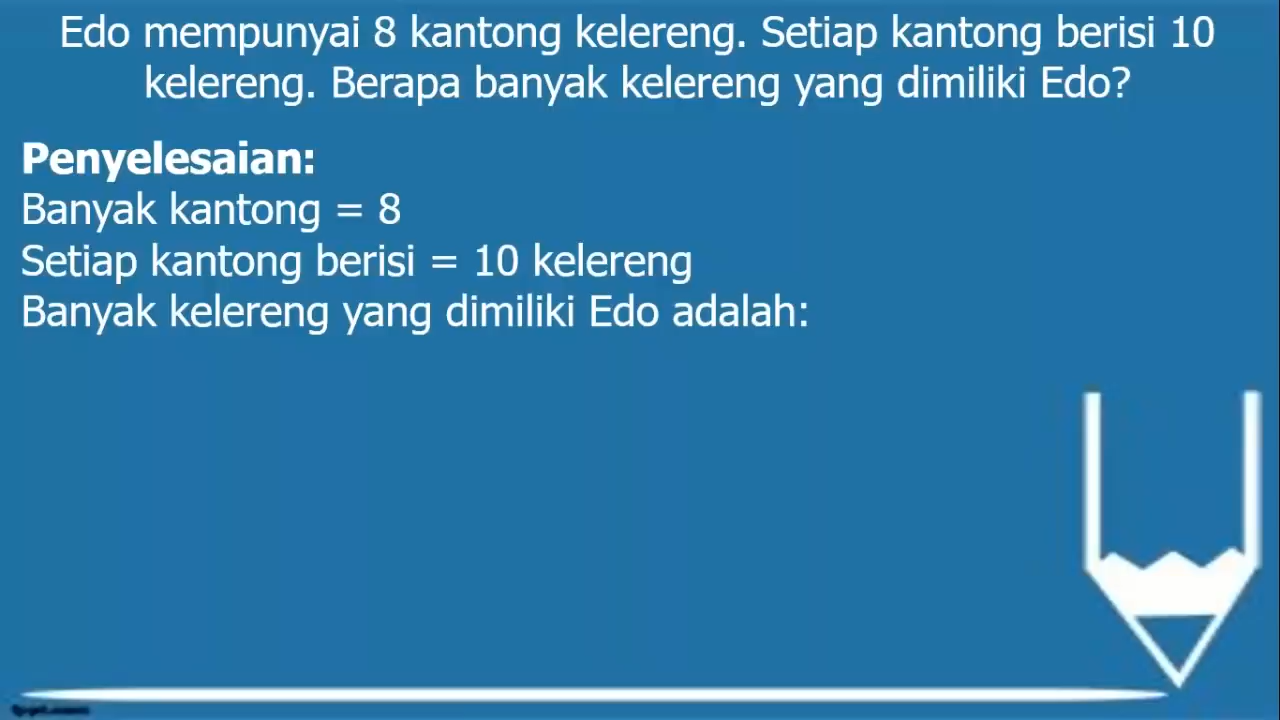 Edo mempunyai 8 kantong kelereng. Setiap kantong berisi 10
kelereng. Berapa banyak kelereng yang dimiliki Edo?
Penyelesaian:
Banyak kantong = 8
Setiap kantong berisi = 10 kelereng
Banyak kelereng yang dimiliki Edo adalah: